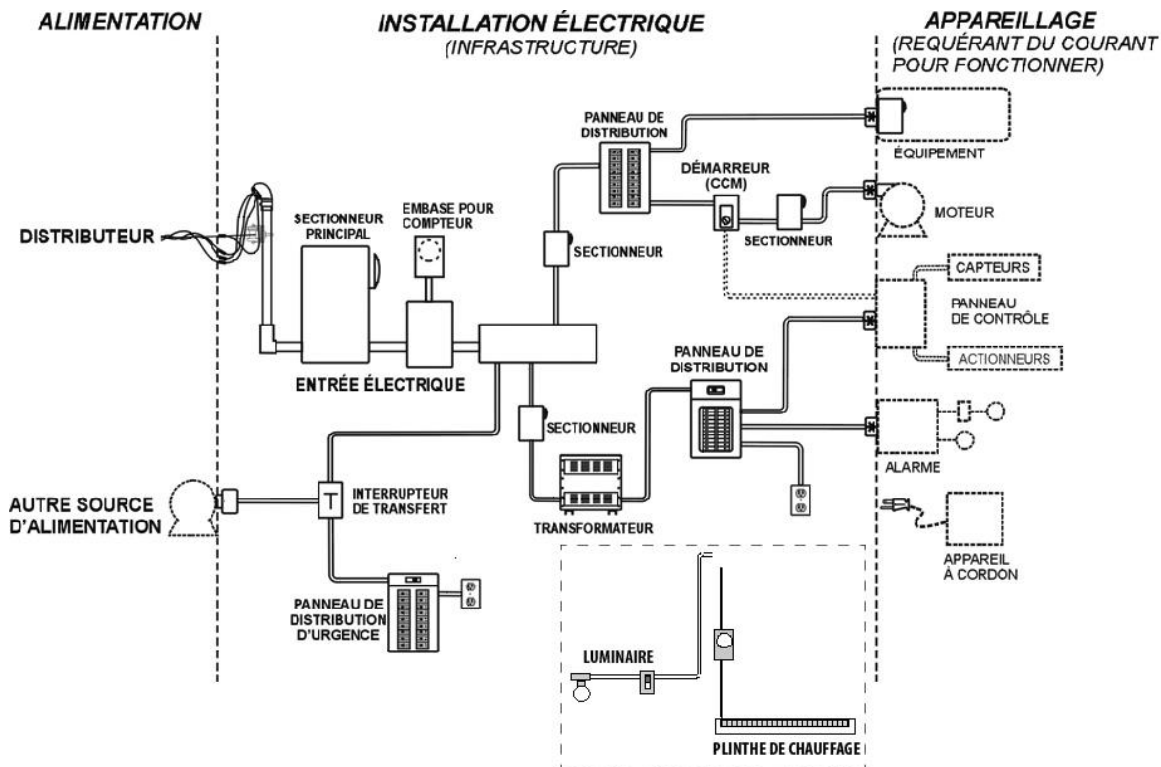 ALIMENTATION
INSTALLATION ÉLECTRIQUE
(INFRASTRUCTURE)
APPAREILLAGE
(REQUÉRANT DU COURANT
POUR FONCTIONNER)
PANNEAU DE
DISTRIBUTION
ÉQUIPEMENT
DÉMARREUR
(CCM)
SECTIONNEUR
MOTEUR
DISTRIBUTEUR
SECTIONNEUR
PRINCIPAL
EMBASE POUR
COMPTEUR
SECTIONNEUR
CAPTEURS
PANNEAU
DE CONTRÔLE
ACTIONNEURS
ENTRÉE ÉLECTRIQUE
PANNEAU DE
DISTRIBUTION
SECTIONNEUR
ALARME
AUTRE SOURCE
D'ALIMENTATION
T
INTERRUPTEUR
DE TRANSFERT
TRANSFORMATEUR
APPAREIL
À CORDON
PANNEAU DE
DISTRIBUTION
D'URGENCE
LUMINAIRE
PLINTHE DE CHAUFFAGE